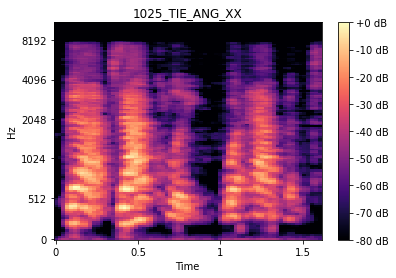 1025_TIE_ANG_XX
8192
4096
2048
1024
512
0
Hz
0
0.5
1
1.5
Time
+0 dB
-10 dB
-20 dB
-30 dB
-40 dB
-50 dB
-60 dB
-70 dB
-80 dB